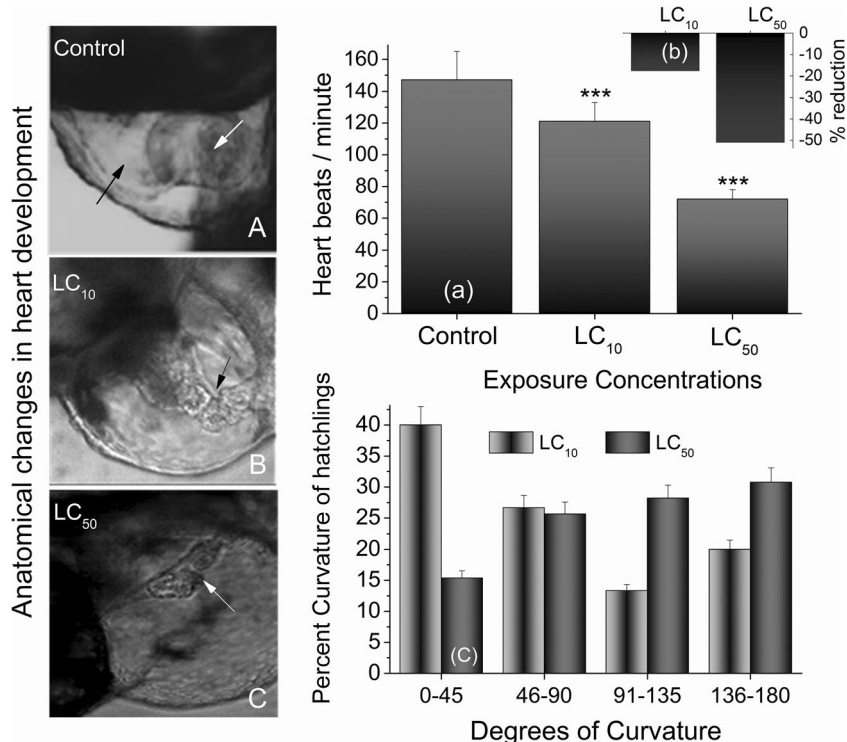 Anatomical changes in heart development
Control
A
LC10
B
LC50
C
Heart beats / minute
160
140
120
100
80
60
40
20
0
***
***
(a)
Control
LC10
LC50
Exposure Concentrations
LC10
LC50
(b)
0
-10
-20
-30
-40
-50
% reduction
Percent Curvature of hatchlings
40
35
30
25
20
15
10
5
0
LC10
LC50
(C)
0-45
46-90
91-135
136-180
Degrees of Curvature